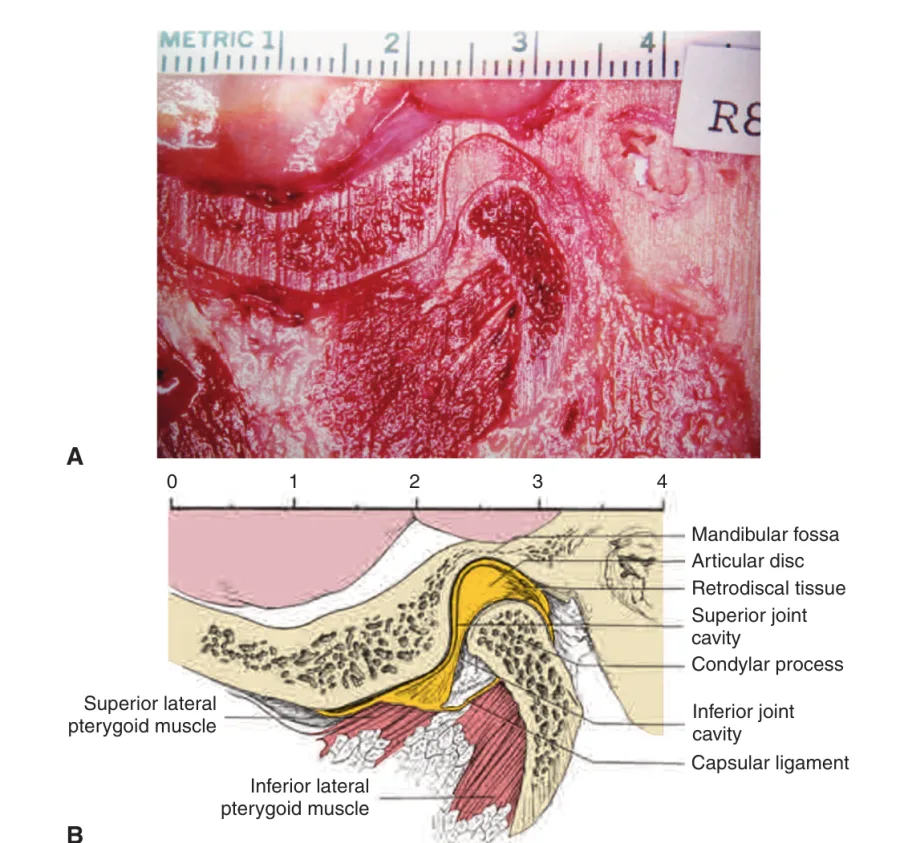 METRIC 1 2 3 4
R8
A
0 1 2 3 4
Mandibular fossa
Articular disc
Retrodiscal tissue
Superior joint
cavity
Condylar process
Superior lateral
pterygoid muscle
Inferior joint
cavity
Capsular ligament
Inferior lateral
pterygoid muscle
B